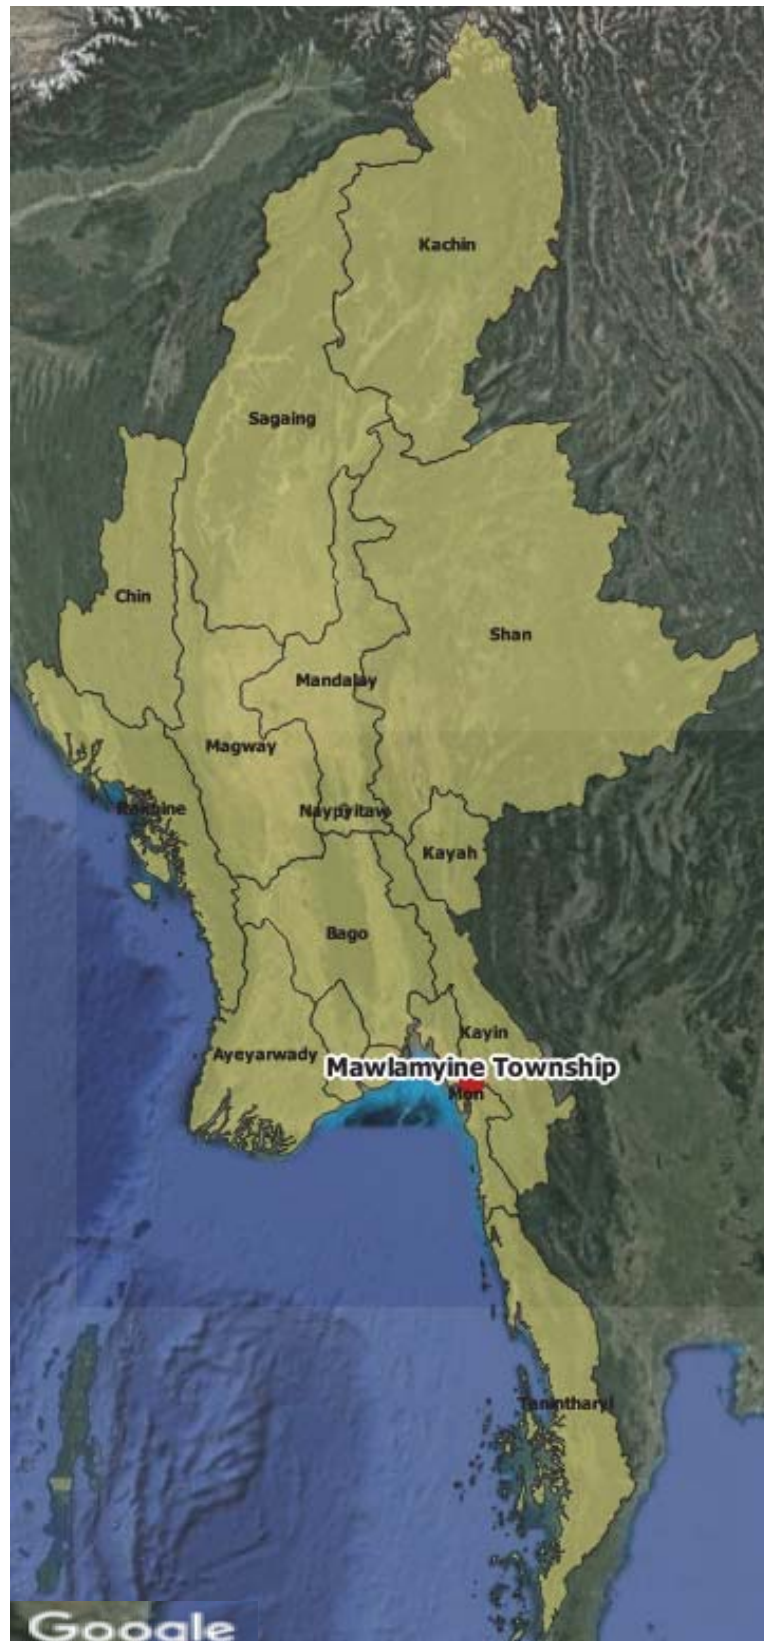 Kachin
Sagaing
Chin
Shan
Mandalay
Magway
Rakhine
Naypyitaw
Kayah
Bago
Kayin
Ayeyarwady
Mawlamyine Township
Mon
Tanintharyi
Google